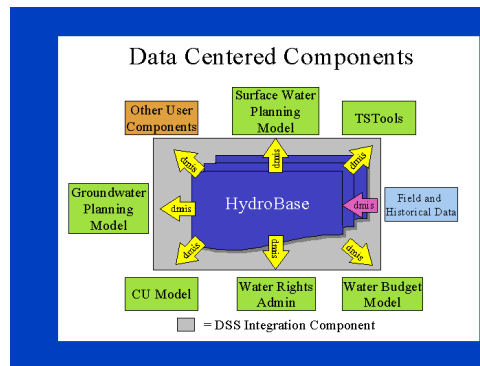 Data Centered Components
Other User
Components
Surface Water
Planning
Model
TSTools
dmis
dmis
dmis
Groundwater
Planning
Model
dmis
HydroBase
dmis
Field and
Historical Data
dmis
dmis
dmis
CU Model
Water Rights
Admin
Water Budget
Model
= DSS Integration Component